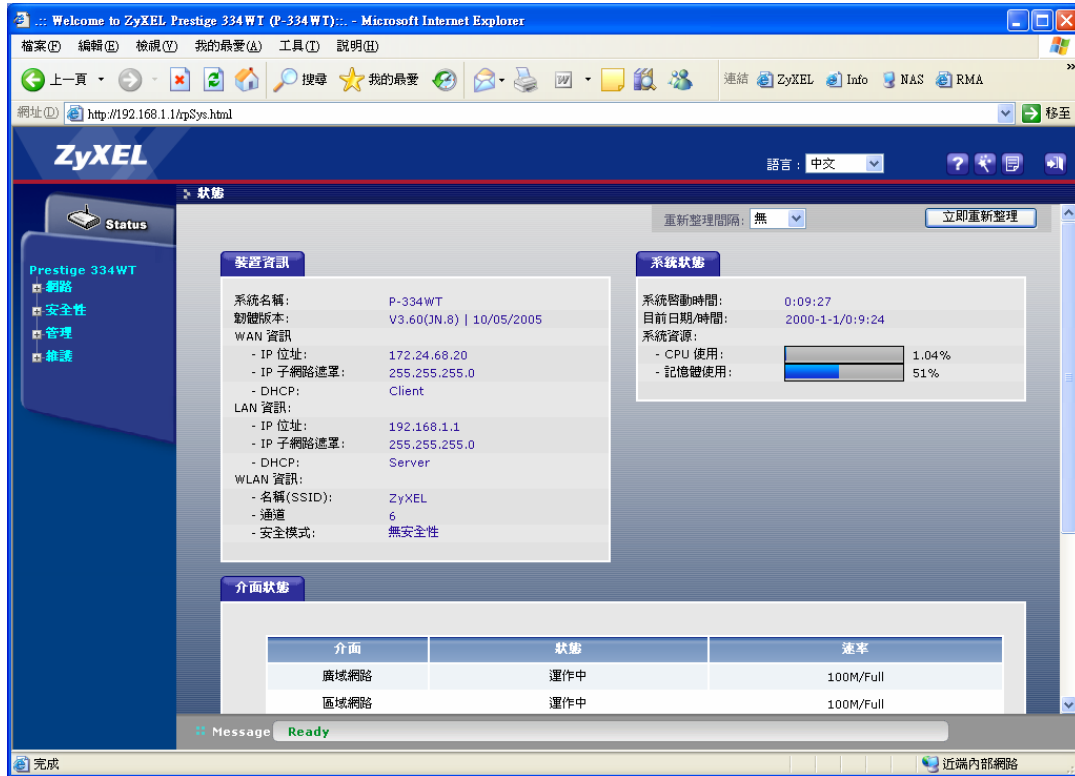 .:: Welcome to ZyXEL Prestige 334WT (P-334WT)::. - Microsoft Internet Explorer
檔案(F) 編輯(E) 檢視(V) 我的最愛(A) 工具(T) 說明(H)
上一頁 搜尋 我的最愛 連結 ZyXEL Info NAS RMA »
網址(D) http://192.168.1.1/rpSys.html 移至
ZyXEL
語言 : 中文
狀態
Status
重新整理間隔: 無 立即重新整理
Prestige 334WT
網路
安全性
管理
維護
裝置資訊
系統名稱: P-334WT
韌體版本: V3.60(JN.8) | 10/05/2005
WAN 資訊
- IP 位址: 172.24.68.20
- IP 子網路遮罩: 255.255.255.0
- DHCP: Client
LAN 資訊:
- IP 位址: 192.168.1.1
- IP 子網路遮罩: 255.255.255.0
- DHCP: Server
WLAN 資訊:
- 名稱(SSID): ZyXEL
- 通道 6
- 安全模式: 無安全性
系統狀態
系統啟動時間: 0:09:27
目前日期/時間: 2000-1-1/0:9:24
系統資源:
- CPU 使用: 1.04%
- 記憶體使用: 51%
介面狀態
介面 狀態 速率
廣域網路 運作中 100M/Full
區域網路 運作中 100M/Full
Message Ready
完成 近端內部網路